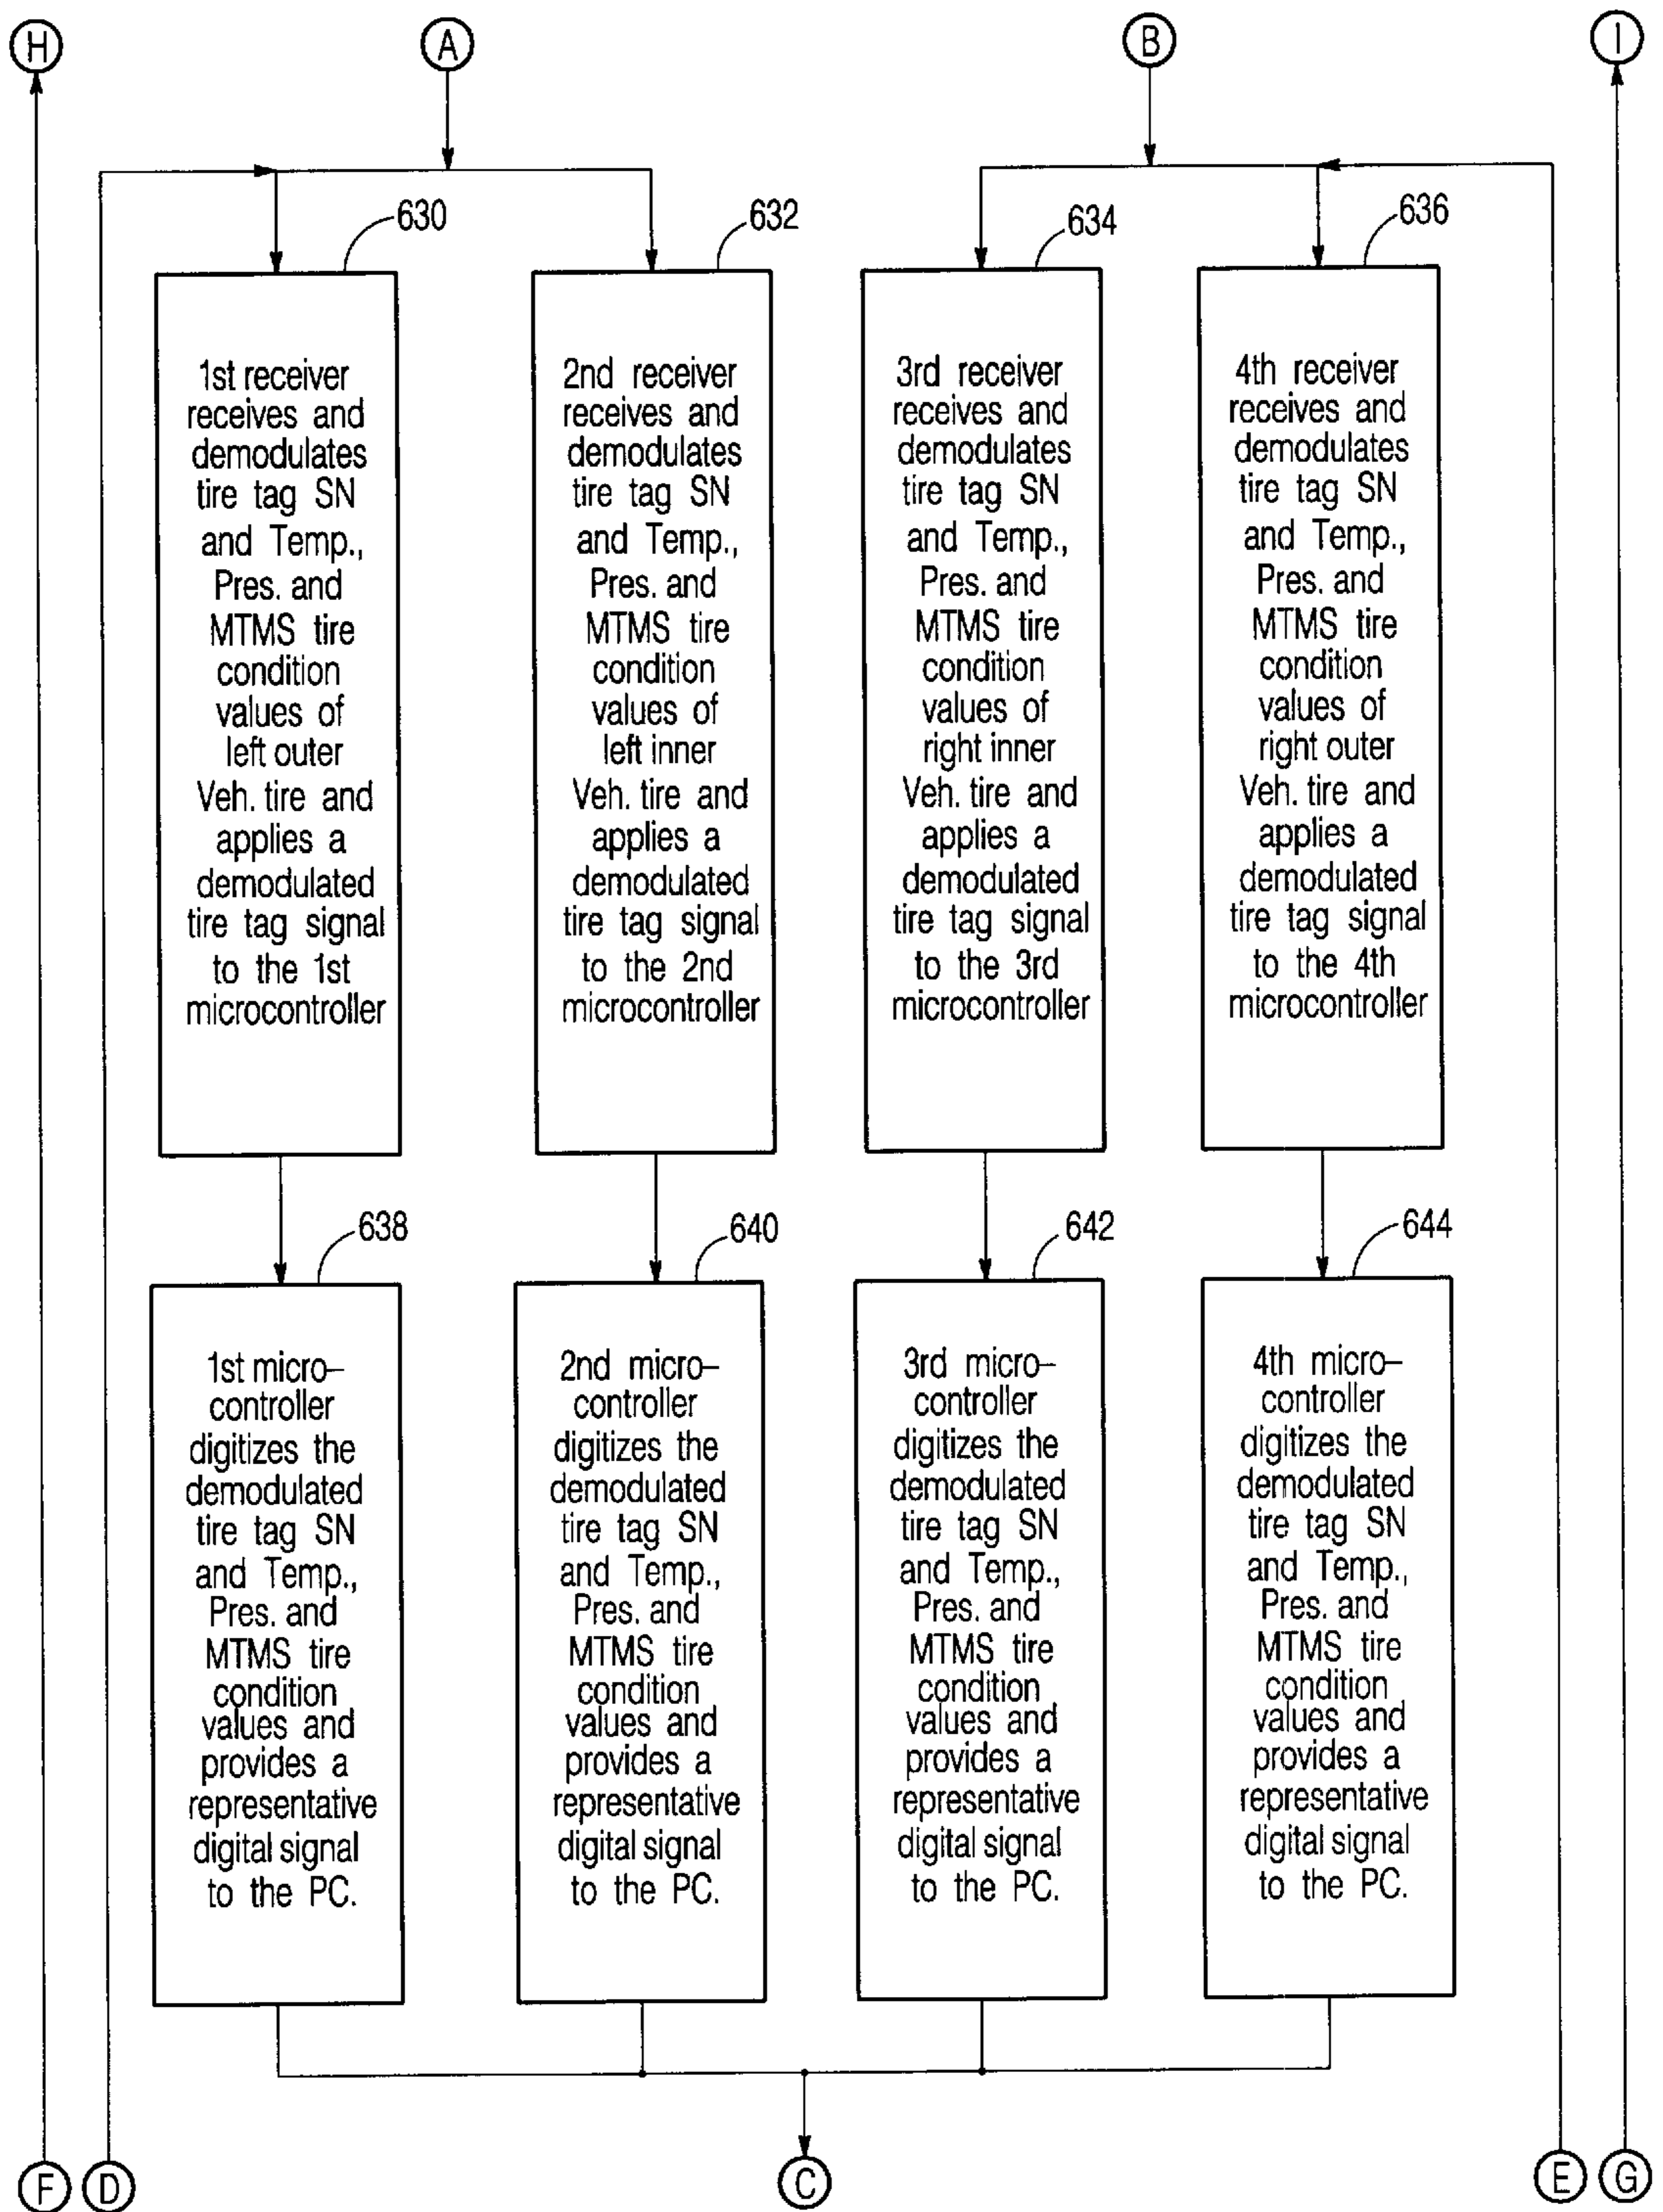 H
A
B
I
630
632
634
636
1st receiver
receives and
demodulates
tire tag SN
and Temp.,
Pres. and
MTMS tire
condition
values of
left outer
Veh. tire and
applies a
demodulated
tire tag signal
to the 1st
microcontroller
2nd receiver
receives and
demodulates
tire tag SN
and Temp.,
Pres. and
MTMS tire
condition
values of
left inner
Veh. tire and
applies a
demodulated
tire tag signal
to the 2nd
microcontroller
3rd receiver
receives and
demodulates
tire tag SN
and Temp.,
Pres. and
MTMS tire
condition
values of
right inner
Veh. tire and
applies a
demodulated
tire tag signal
to the 3rd
microcontroller
4th receiver
receives and
demodulates
tire tag SN
and Temp.,
Pres. and
MTMS tire
condition
values of
right outer
Veh. tire and
applies a
demodulated
tire tag signal
to the 4th
microcontroller
638
640
642
644
1st micro–
controller
digitizes the
demodulated
tire tag SN
and Temp.,
Pres. and
MTMS tire
condition
values and
provides a
representative
digital signal
to the PC.
2nd micro–
controller
digitizes the
demodulated
tire tag SN
and Temp.,
Pres. and
MTMS tire
condition
values and
provides a
representative
digital signal
to the PC.
3rd micro–
controller
digitizes the
demodulated
tire tag SN
and Temp.,
Pres. and
MTMS tire
condition
values and
provides a
representative
digital signal
to the PC.
4th micro–
controller
digitizes the
demodulated
tire tag SN
and Temp.,
Pres. and
MTMS tire
condition
values and
provides a
representative
digital signal
to the PC.
F
D
C
E
G